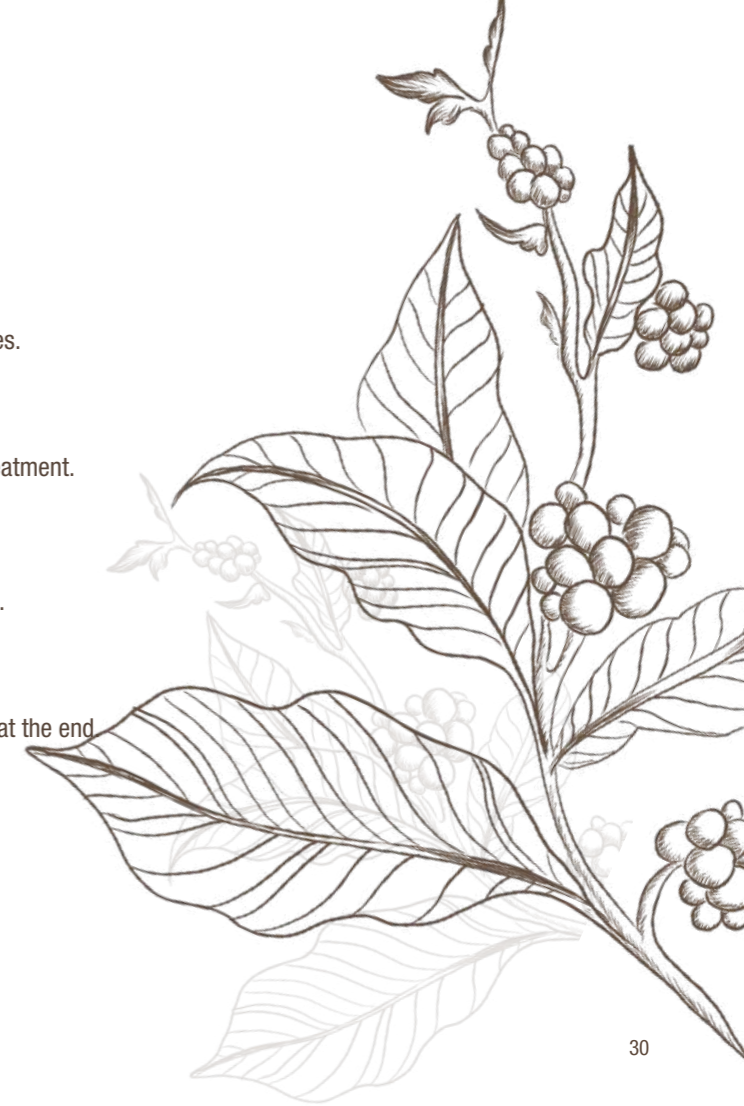 es.
atment.
.
at the end
30